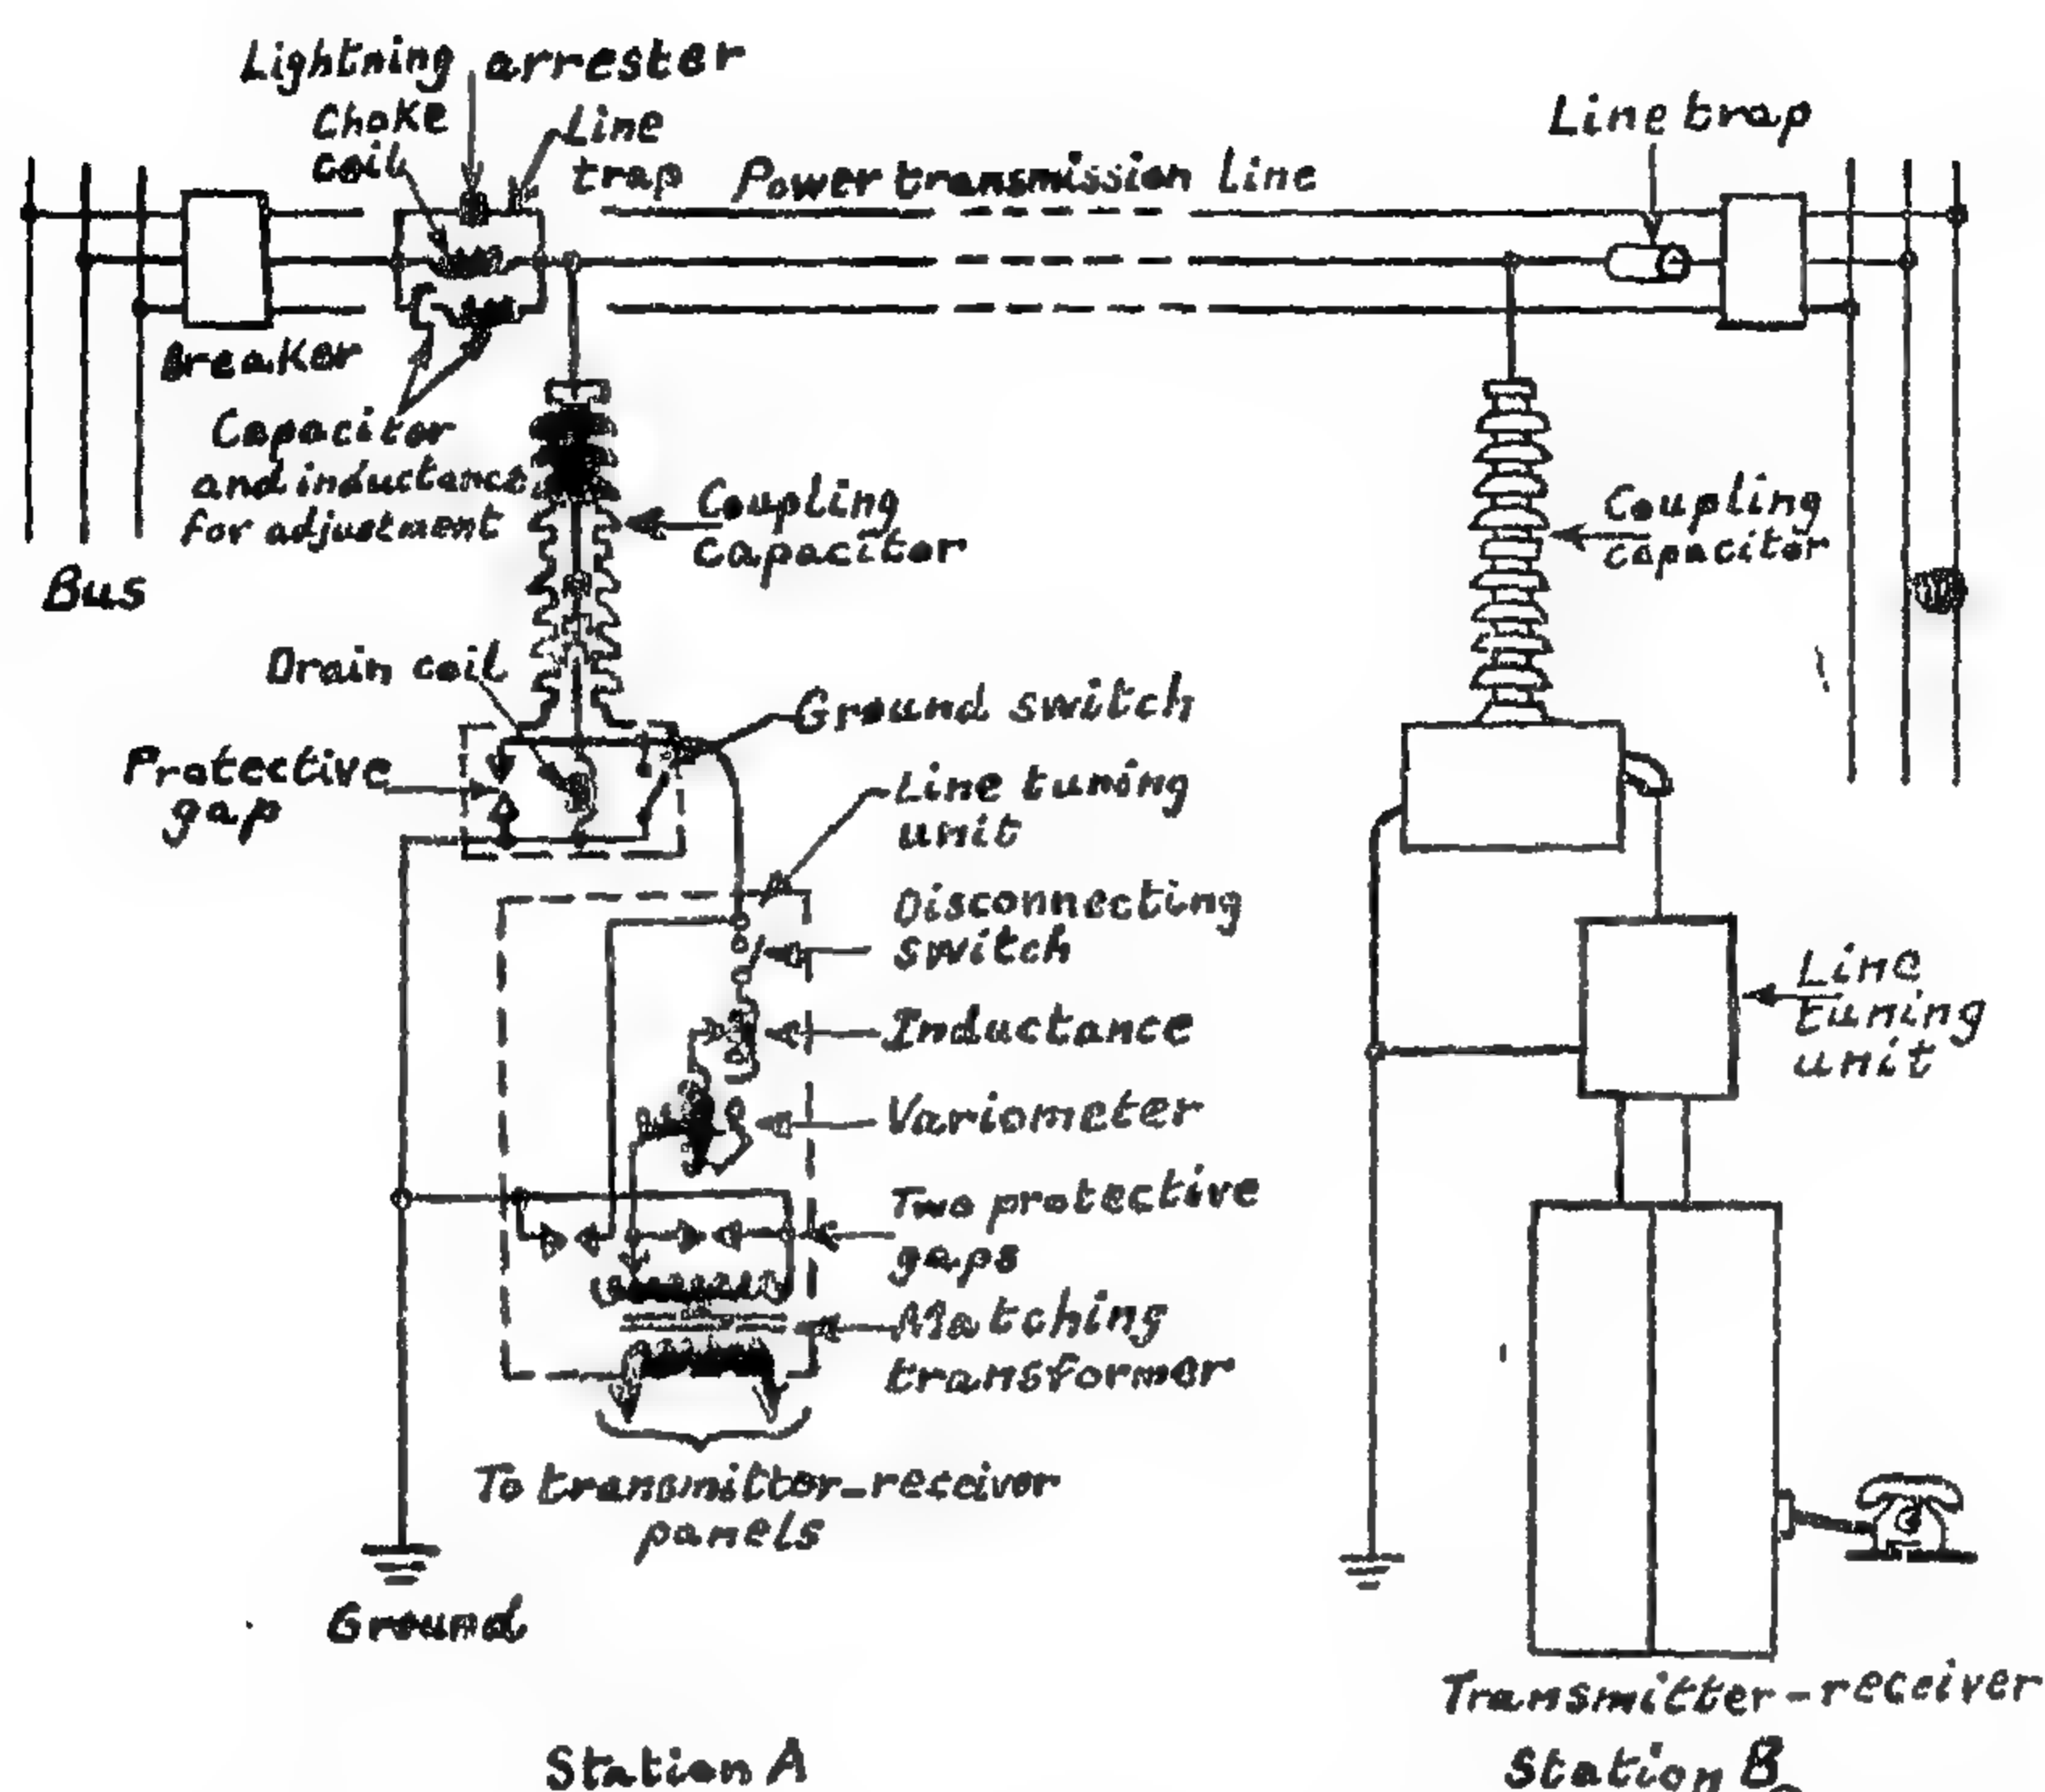 Lightning arrester
Choke
coil
Line
trap
Power transmission Line
Line trap
Breaker
Capacitor
and inductance
for adjustment
Bus
Coupling
capacitor
Coupling
capacitor
Drain coil
Ground switch
Protective
gap
Line tuning
unit
Disconnecting
switch
Line
tuning
unit
Inductance
Variometer
Two protective
gaps
Matching
transformer
To transmitter-receiver
panels
Ground
Transmitter-receiver
Station A
Station B